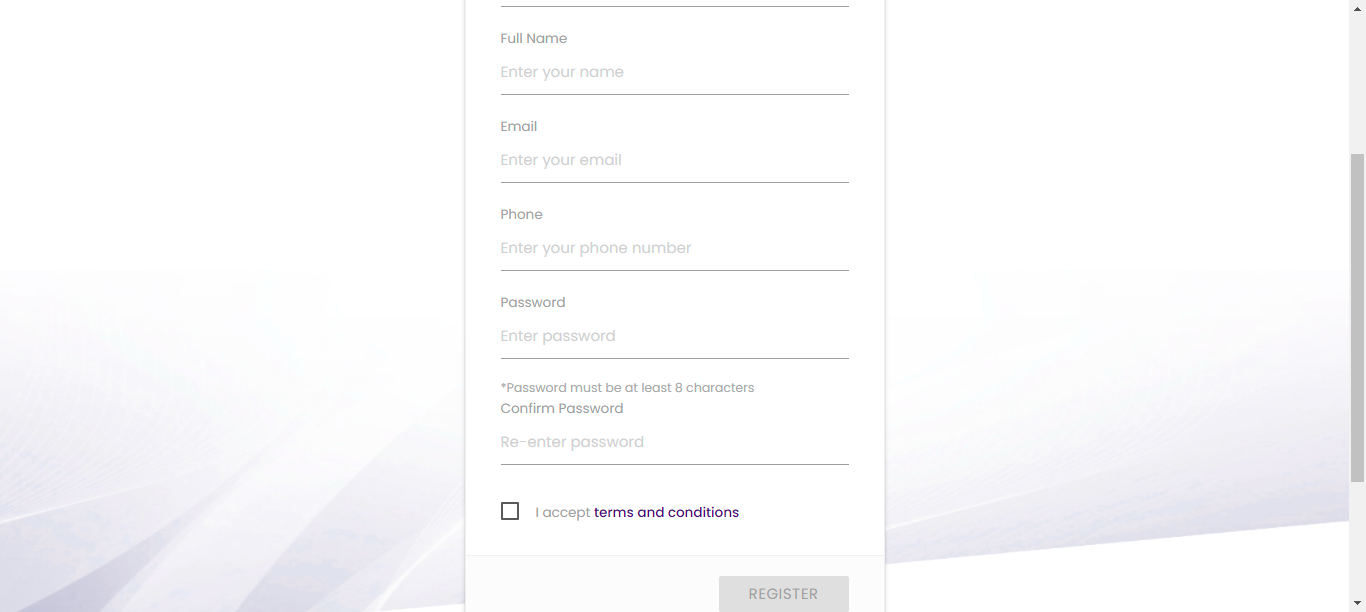 Full Name
Enter your name
Email
Enter your email
Phone
Enter your phone number
Password
Enter password
*Password must be at least 8 characters
Confirm Password
Re-enter password
I accept terms and conditions
REGISTER